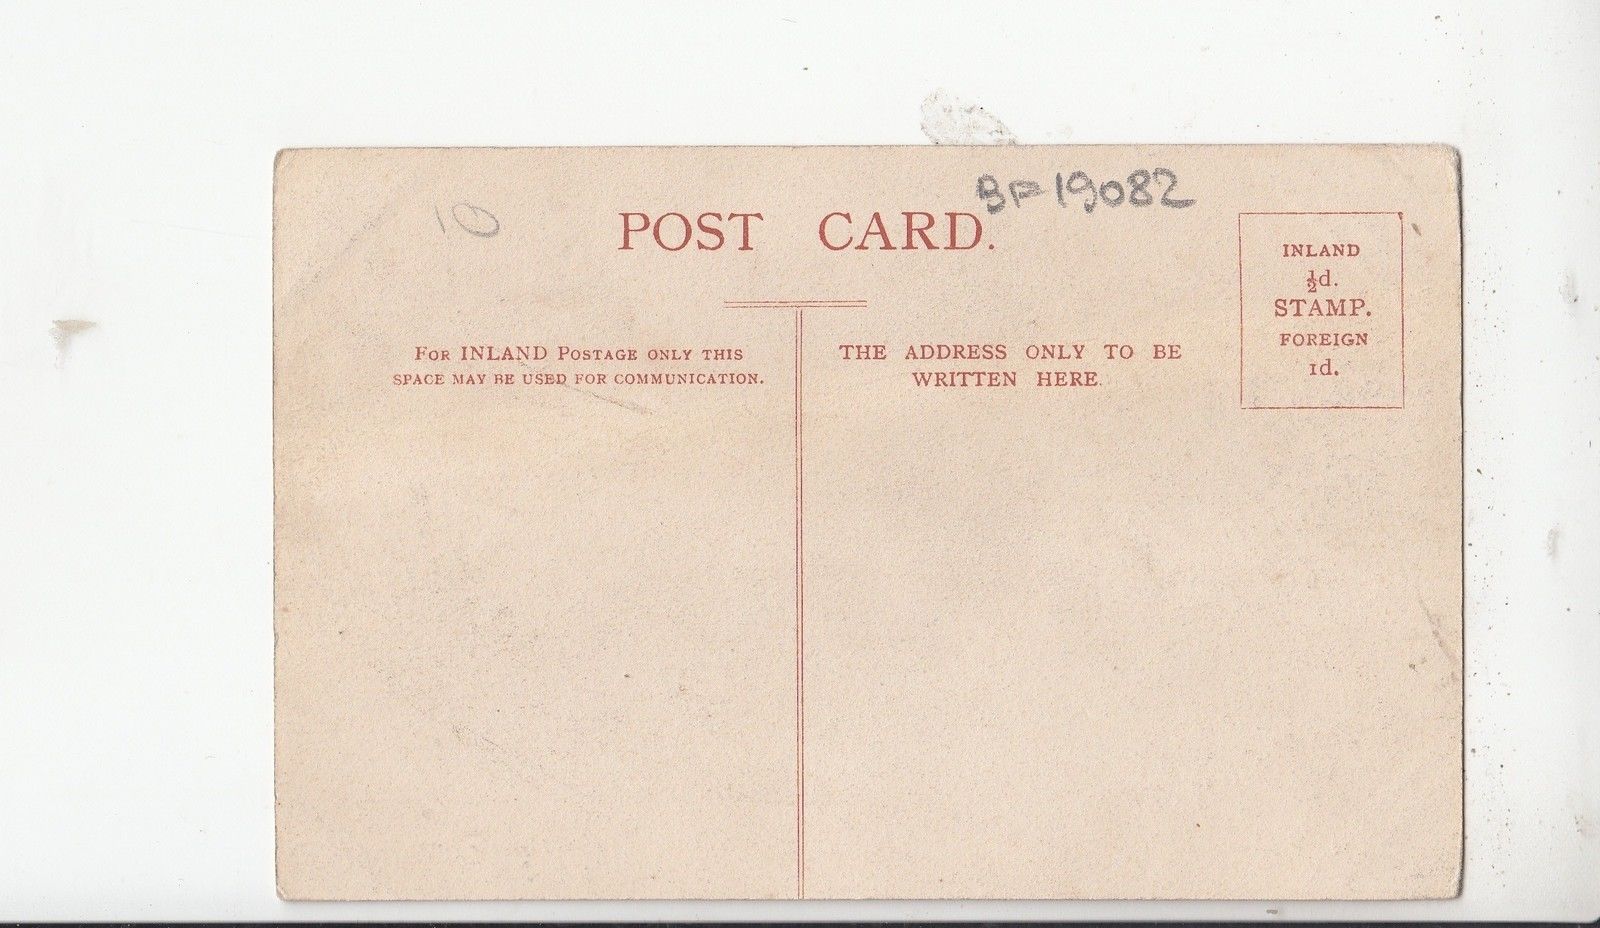 10
BF19082
POST CARD.
INLAND
½d.
STAMP.
FOREIGN
1d.
FOR INLAND POSTAGE ONLY THIS
SPACE MAY BE USED FOR COMMUNICATION.
THE ADDRESS ONLY TO BE
WRITTEN HERE.